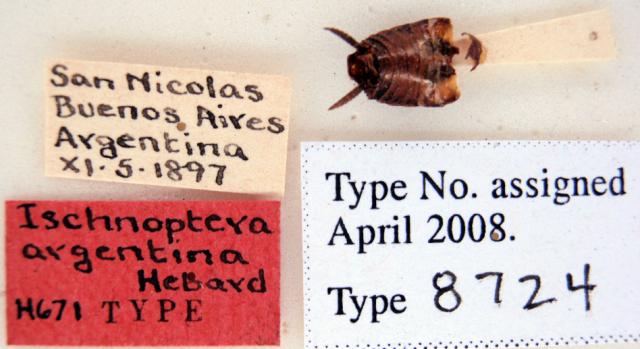 San Nicolas
Buenos Aires
Argentina
XI.5.1897
Ischnoptera
argentina
Hebard
H671 TYPE
Type No. assigned
April 2008.
Type 8724